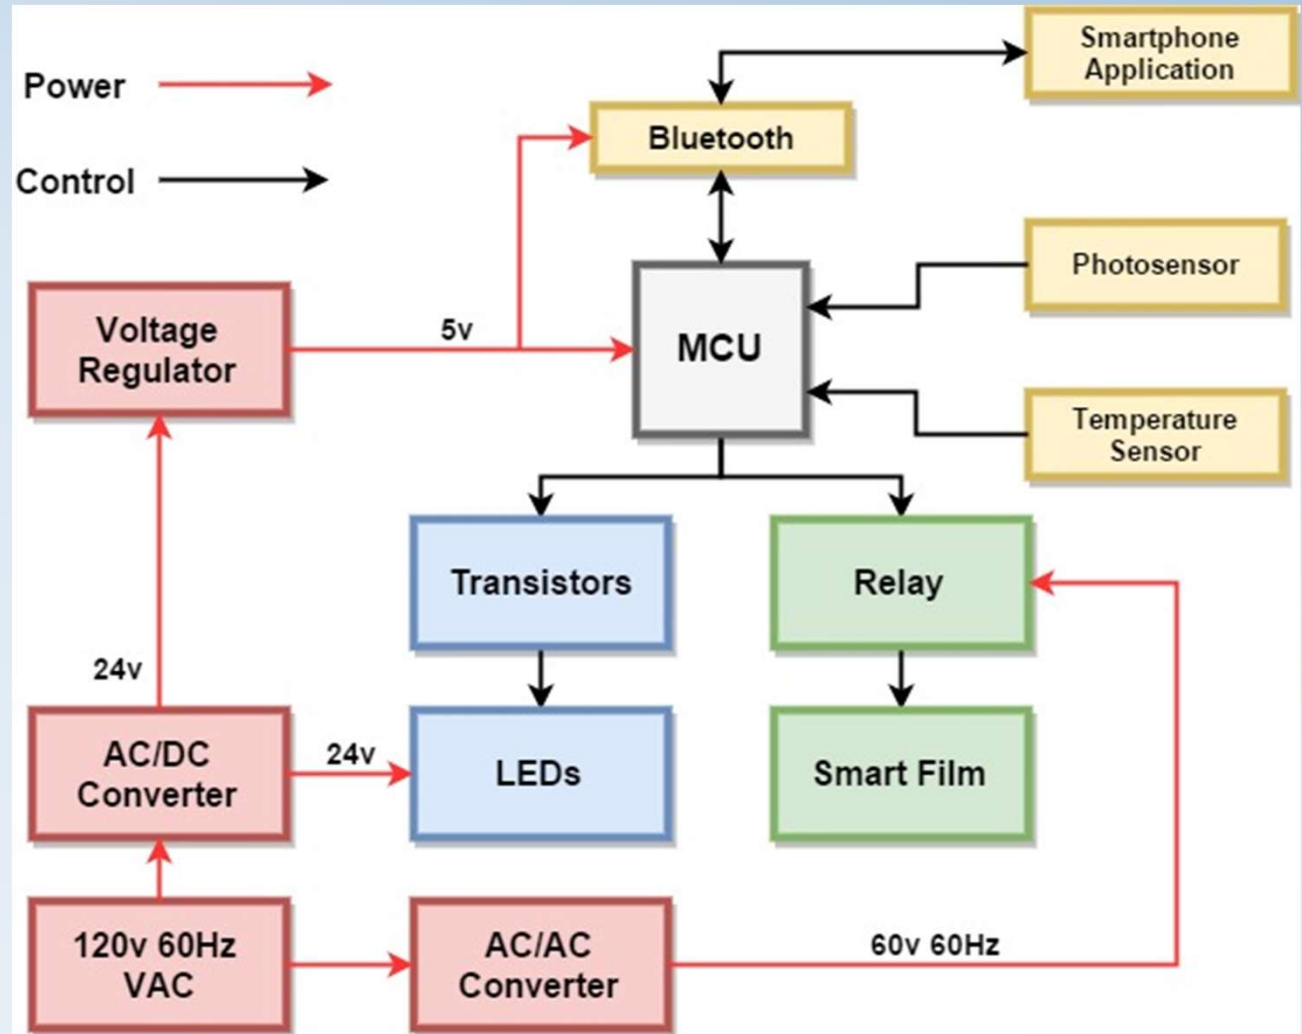 Power
Control
Smartphone
Application
Bluetooth
Photosensor
Voltage
Regulator
5v
MCU
Temperature
Sensor
Transistors
Relay
24v
AC/DC
Converter
24v
LEDs
Smart Film
120v 60Hz
VAC
AC/AC
Converter
60v 60Hz